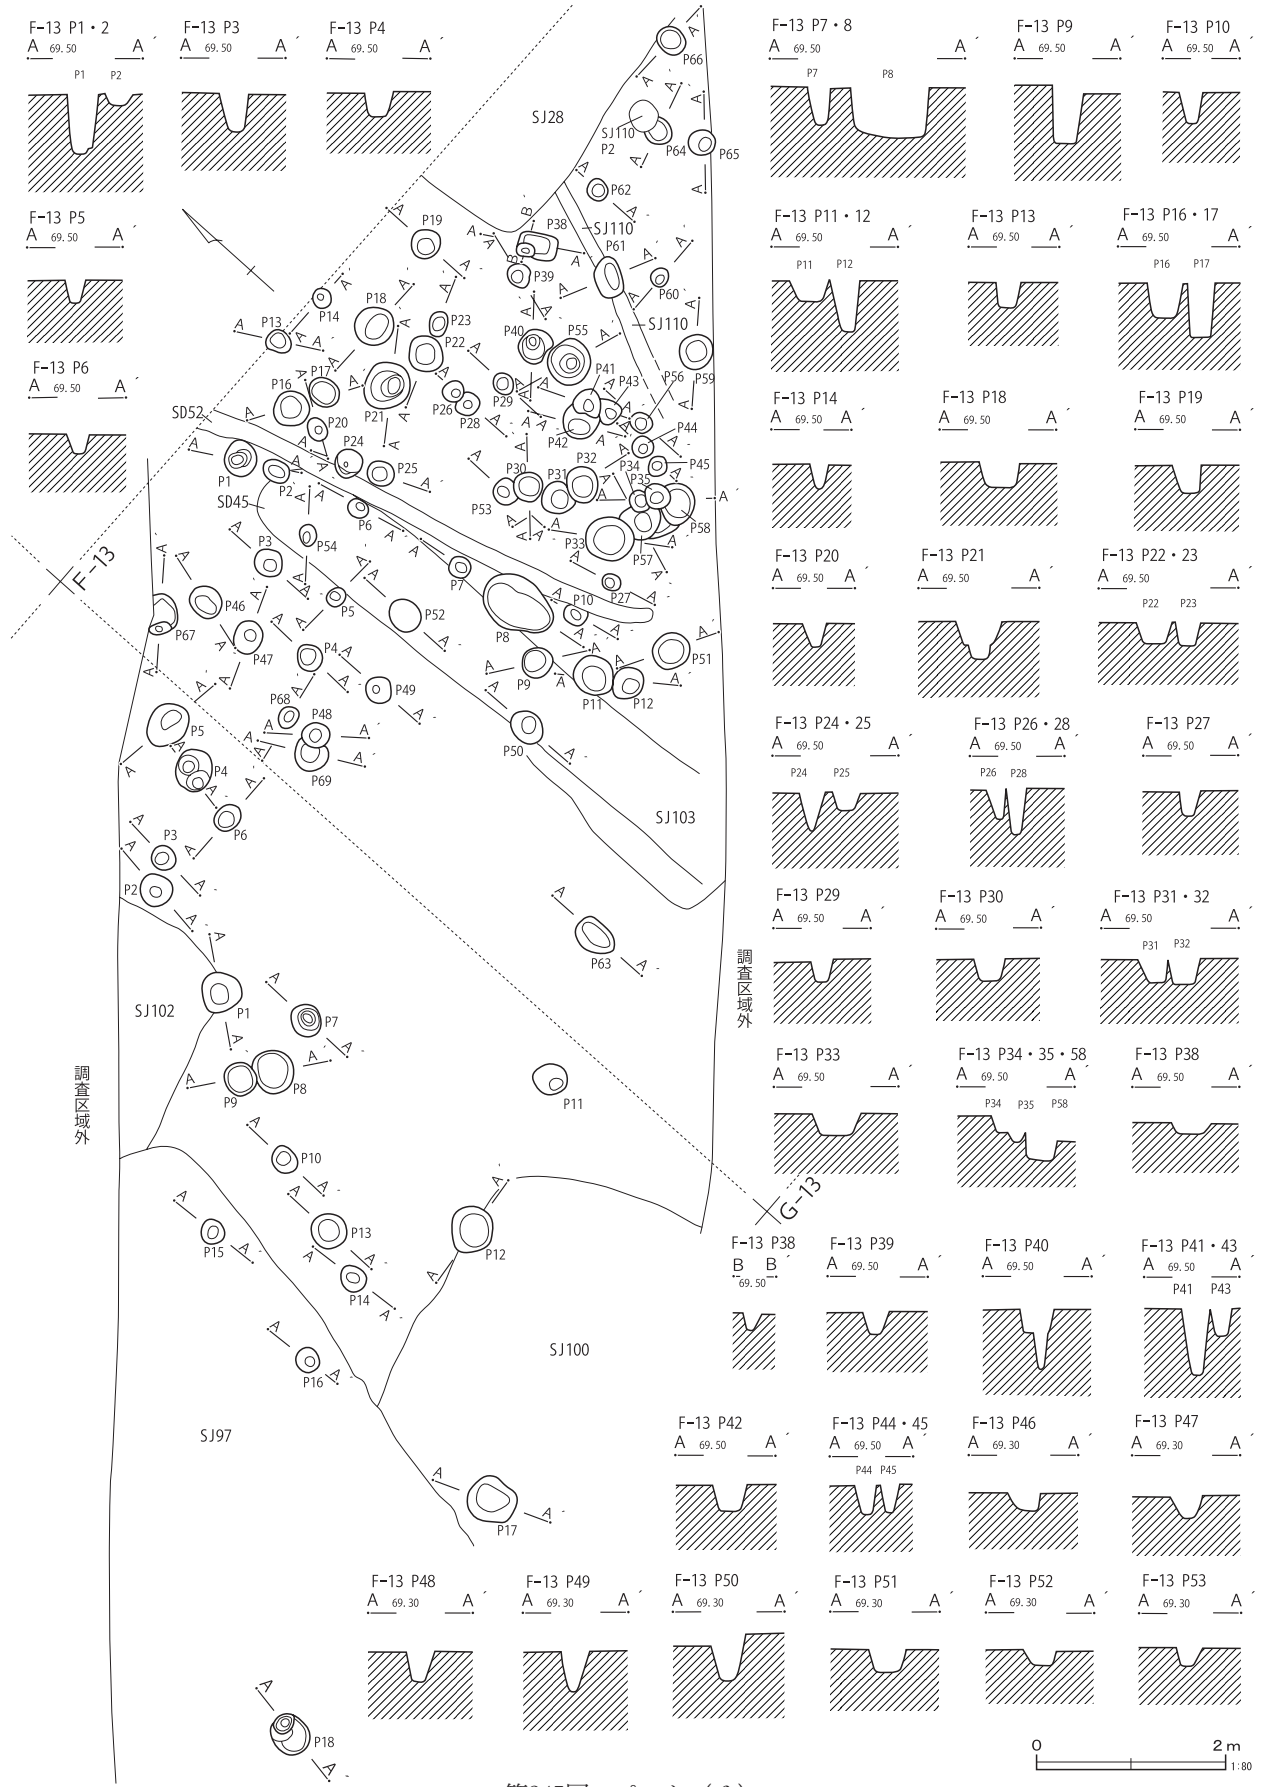 F-13 P1・2
A 69.50 A´
P1 P2
F-13 P3
A 69.50 A´
F-13 P4
A 69.50 A´
F-13 P5
A 69.50 A´
F-13 P6
A 69.50 A´
F-13 P7・8
A 69.50 A´
P7 P8
F-13 P9
A 69.50 A´
F-13 P10
A 69.50 A´
F-13 P11・12
A 69.50 A´
P11 P12
F-13 P13
A 69.50 A´
F-13 P16・17
A 69.50 A´
P16 P17
F-13 P14
A 69.50 A´
F-13 P18
A 69.50 A´
F-13 P19
A 69.50 A´
F-13 P20
A 69.50 A´
F-13 P21
A 69.50 A´
F-13 P22・23
A 69.50 A´
P22 P23
F-13 P24・25
A 69.50 A´
P24 P25
F-13 P26・28
A 69.50 A´
P26 P28
F-13 P27
A 69.50 A´
F-13 P29
A 69.50 A´
F-13 P30
A 69.50 A´
F-13 P31・32
A 69.50 A´
P31 P32
F-13 P33
A 69.50 A´
F-13 P34・35・58
A 69.50 A´
P34 P35 P58
F-13 P38
A 69.50 A´
F-13 P38
B B´
69.50
F-13 P39
A 69.50 A´
F-13 P40
A 69.50 A´
F-13 P41・43
A 69.50 A´
P41 P43
F-13 P42
A 69.50 A´
F-13 P44・45
A 69.50 A´
P44 P45
F-13 P46
A 69.30 A´
F-13 P47
A 69.30 A´
F-13 P48
A 69.30 A´
F-13 P49
A 69.30 A´
F-13 P50
A 69.30 A´
F-13 P51
A 69.30 A´
F-13 P52
A 69.30 A´
F-13 P53
A 69.30 A´
SJ28
P66
SJ110
P2
P64
P65
P62
P19
P38
SJ110
P61
P39
P60
P14
P18
P23
P13
P22
P40
P55
SJ110
P59
P17
P41
P43
P56
P16
P21
P26
P28
P29
SD52
P20
P42
P44
P24
P25
P30
P31
P32
P34
P35
P45
P1
P2
SD45
P6
P53
P33
P57
P58
P3
P54
P7
P27
F-13
P46
P5
P52
P8
P10
P67
P47
P4
P9
P51
P49
P11
P12
P68
P48
P5
P69
P50
P4
P6
SJ103
P3
P2
P63
調査区域外
P1
SJ102
P7
P8
P9
調査区域外
P11
P10
G-13
P13
P12
P15
P14
P16
SJ100
SJ97
P17
P18
0 2m
1:80